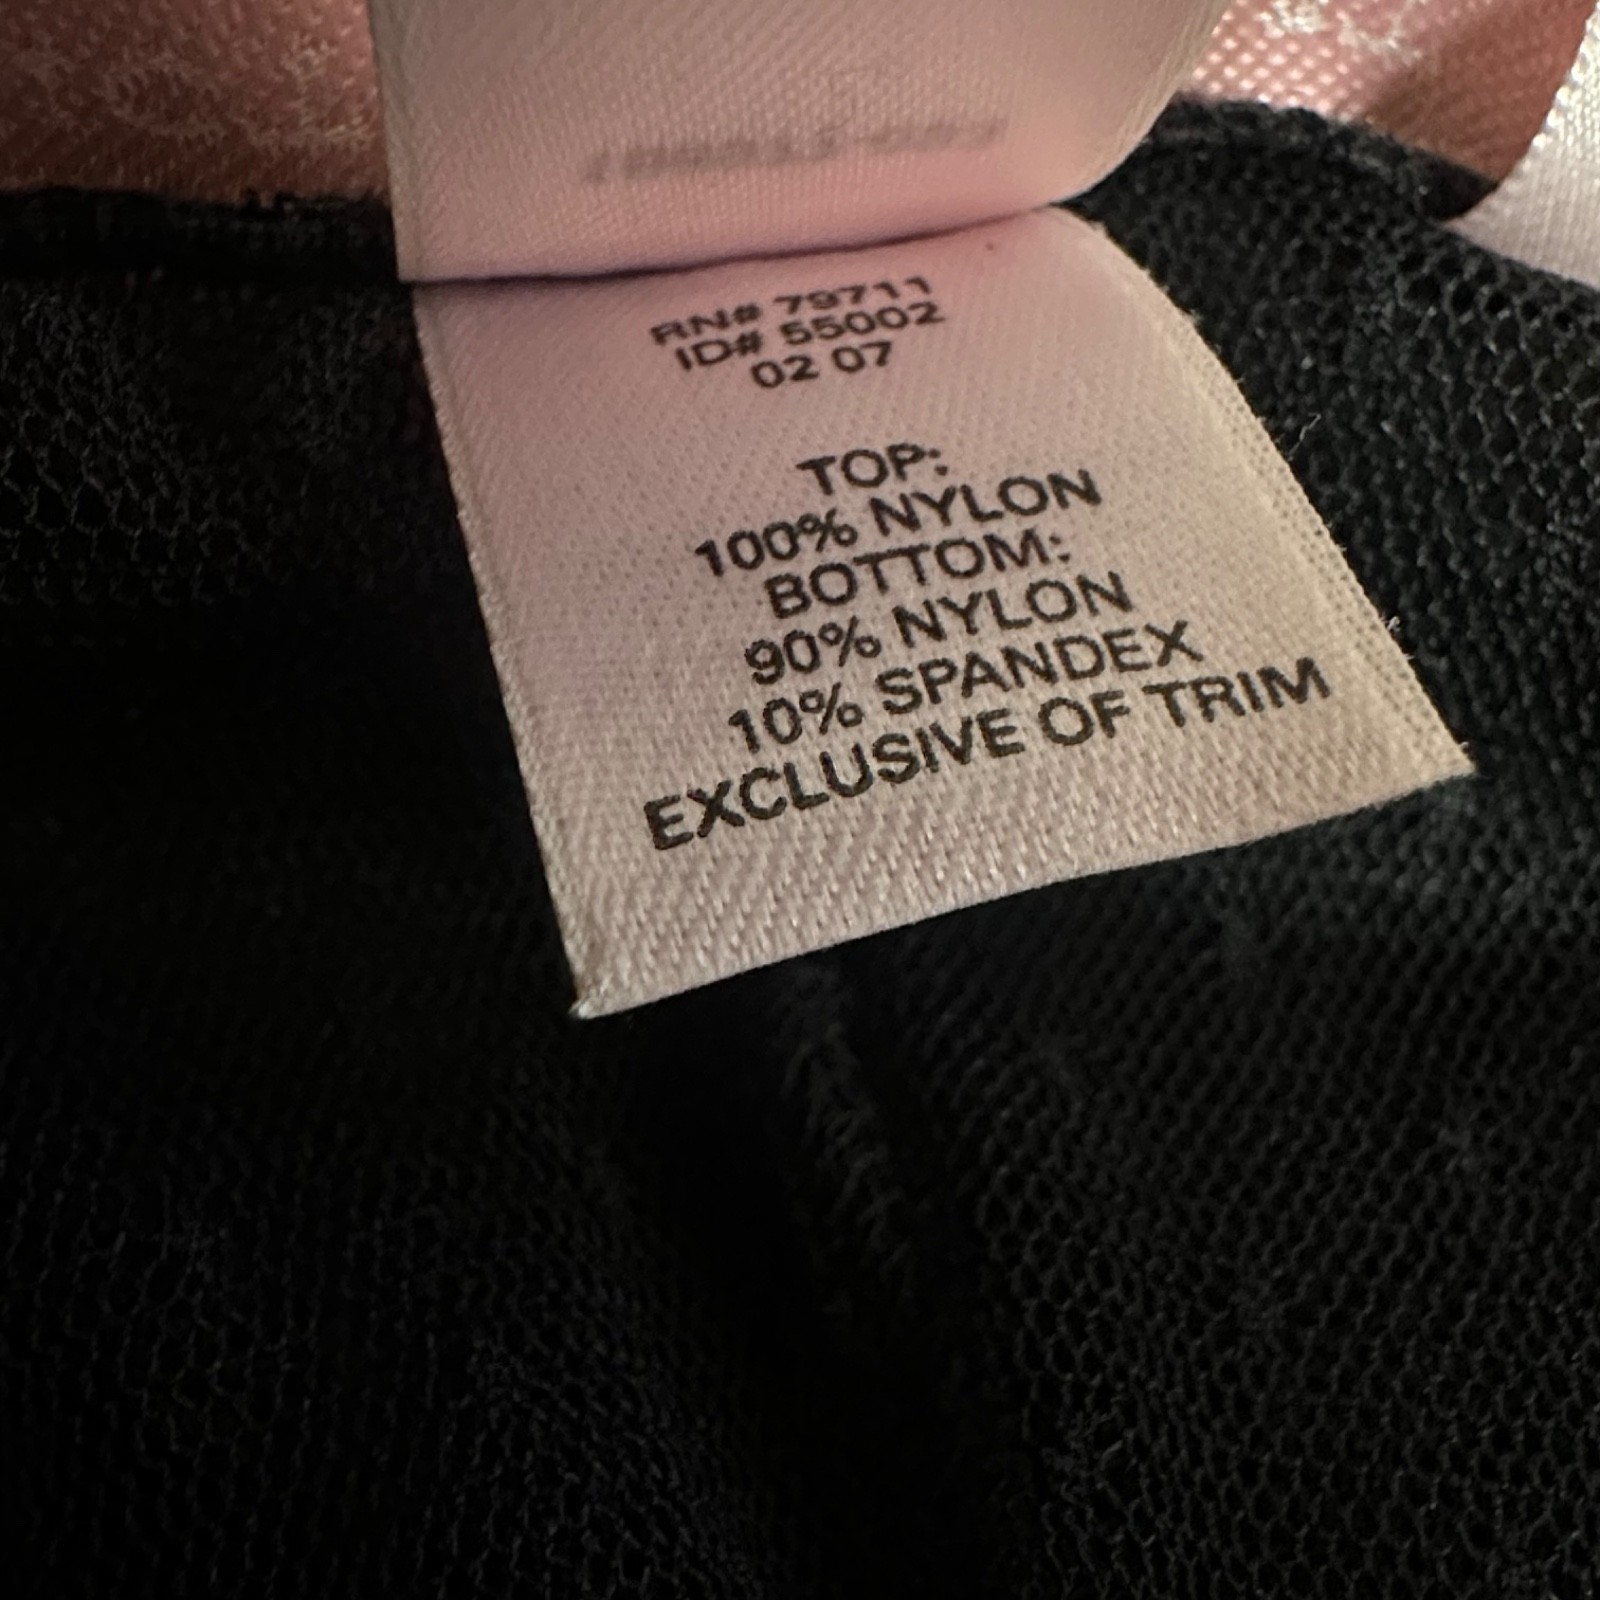 RN# 79711
ID# 55002
02 07
TOP:
100% NYLON
BOTTOM:
90% NYLON
10% SPANDEX
EXCLUSIVE OF TRIM